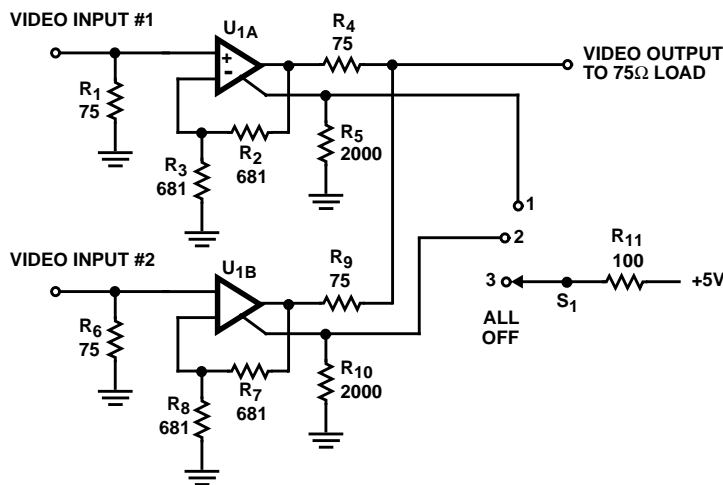 VIDEO INPUT #1
U1A
+
-
R4
75
VIDEO OUTPUT
TO 75Ω LOAD
R1
75
R2
681
R3
681
R5
2000
1
2
3
ALL
OFF
S1
R11
100
+5V
VIDEO INPUT #2
U1B
R9
75
R6
75
R7
681
R8
681
R10
2000